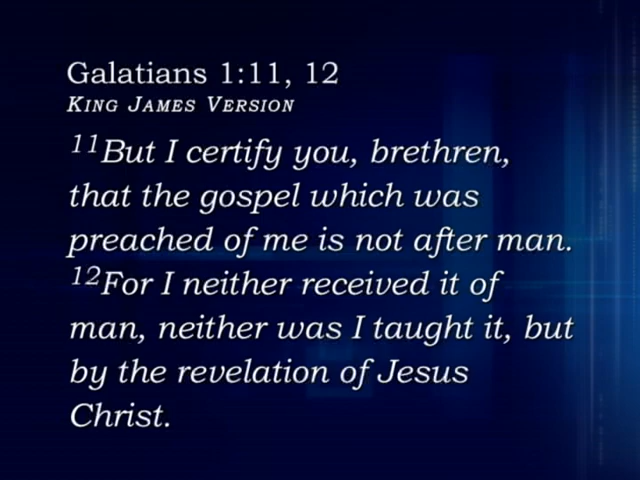 Galatians 1:11, 12
King James Version
11But I certify you, brethren,
that the gospel which was
preached of me is not after man.
12For I neither received it of
man, neither was I taught it, but
by the revelation of Jesus
Christ.